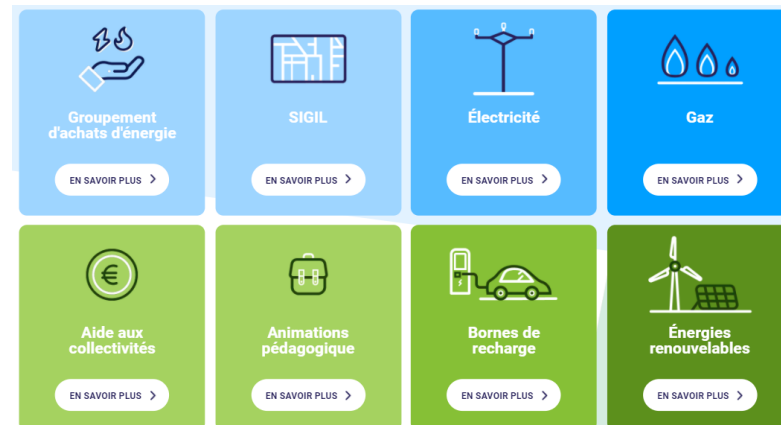 Groupement
d'achats d'énergie
SIGIL
Électricité
Gaz
EN SAVOIR PLUS
EN SAVOIR PLUS
EN SAVOIR PLUS
EN SAVOIR PLUS
€
Aide aux
collectivités
Animations
pédagogique
Bornes de
recharge
Énergies
renouvelables
EN SAVOIR PLUS
EN SAVOIR PLUS
EN SAVOIR PLUS
EN SAVOIR PLUS